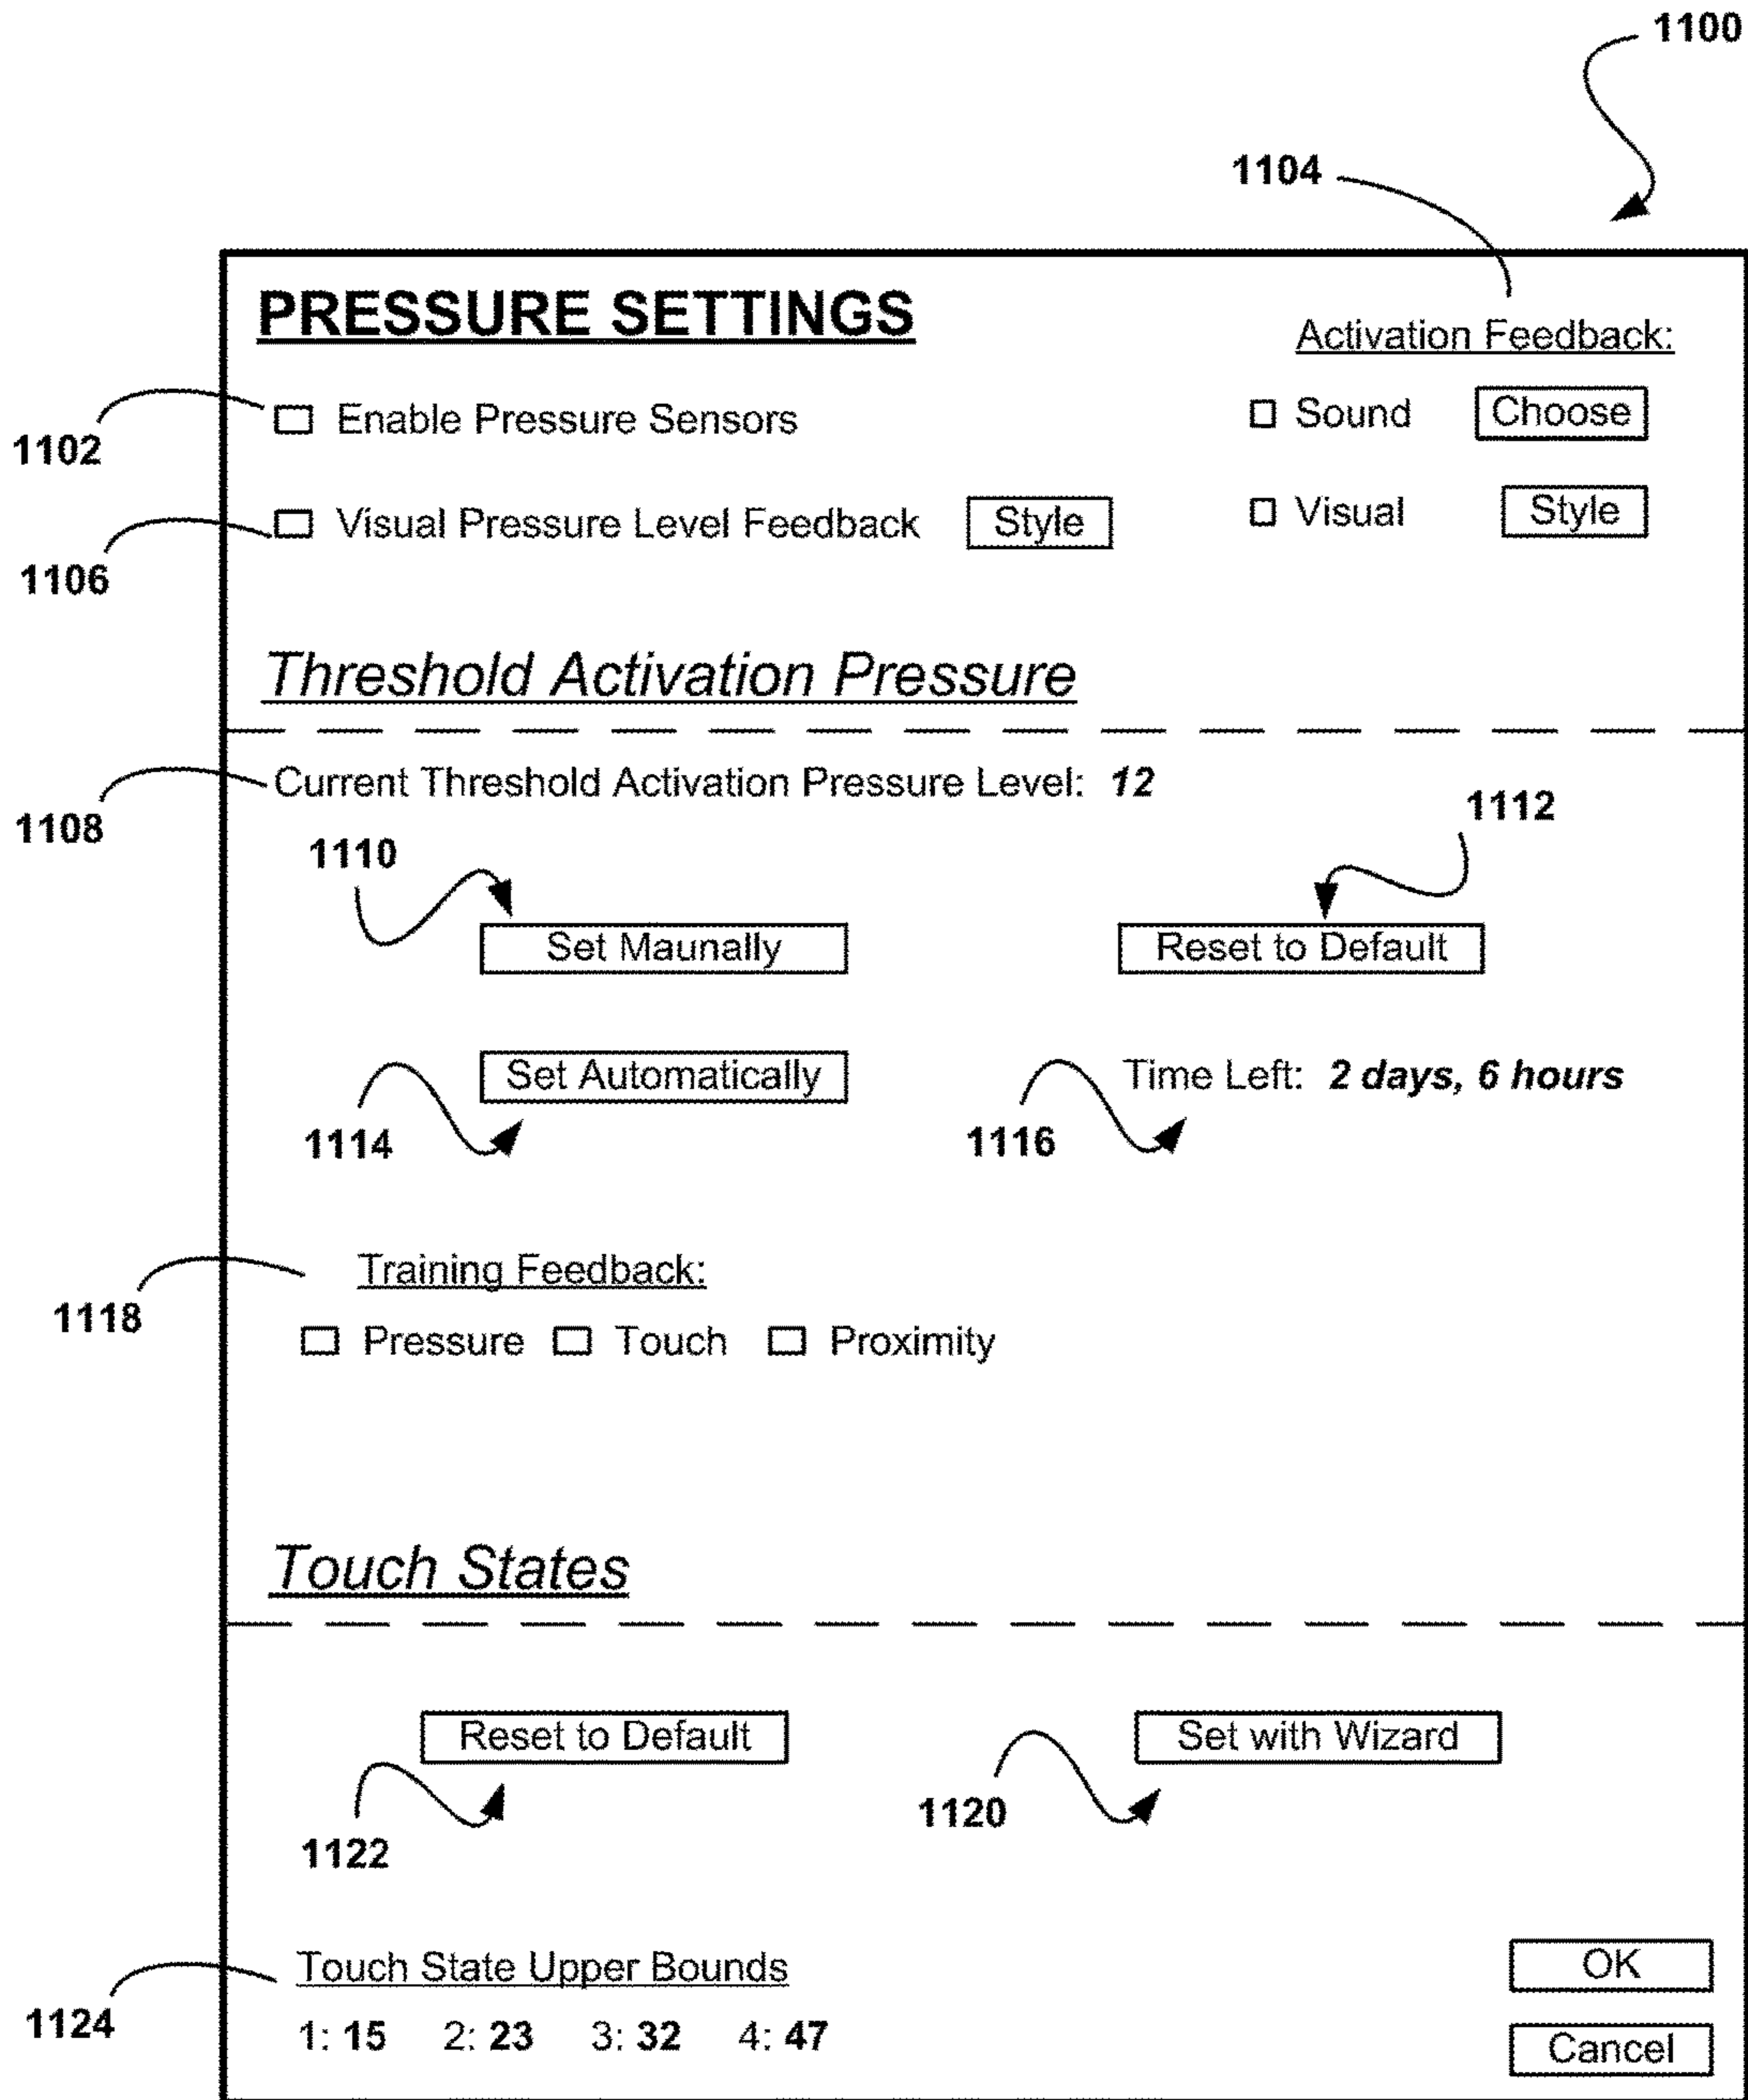 1100
1104
PRESSURE SETTINGS
Activation Feedback:
1102
Enable Pressure Sensors
Sound
Choose
1106
Visual Pressure Level Feedback
Style
Visual
Style
Threshold Activation Pressure
1108
Current Threshold Activation Pressure Level: 12
1110
1112
Set Maunally
Reset to Default
1114
Set Automatically
1116
Time Left: 2 days, 6 hours
1118
Training Feedback:
Pressure
Touch
Proximity
Touch States
Reset to Default
Set with Wizard
1122
1120
1124
Touch State Upper Bounds
1: 15 2: 23 3: 32 4: 47
OK
Cancel